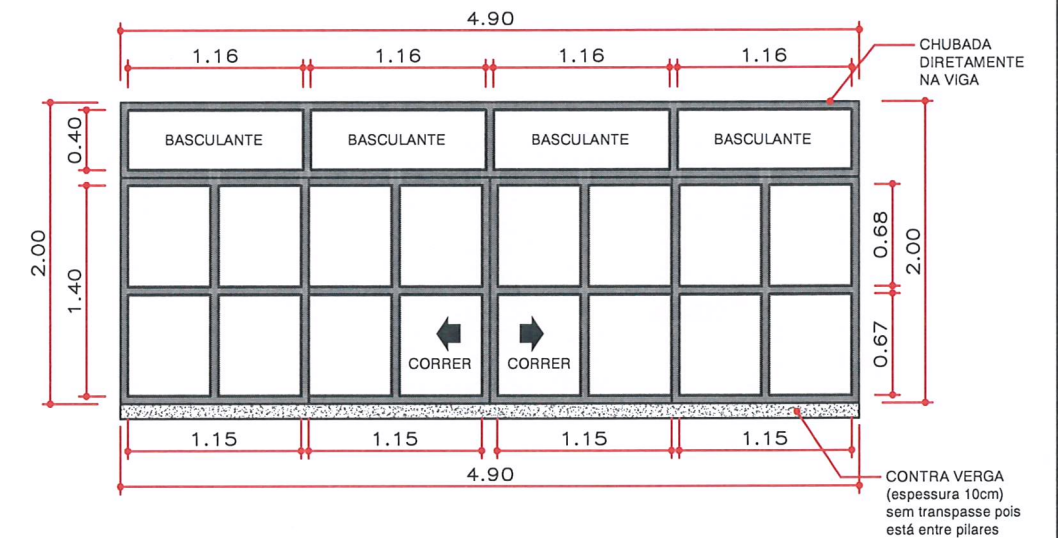 4.90
1.16
1.16
1.16
1.16
CHUBADA
DIRETAMENTE
NA VIGA
0.40
BASCULANTE
BASCULANTE
BASCULANTE
BASCULANTE
2.00
1.40
0.68
2.00
0.67
CORRER
CORRER
1.15
1.15
1.15
1.15
4.90
CONTRA VERGA
(espessura 10cm)
sem transpasse pois
está entre pilares